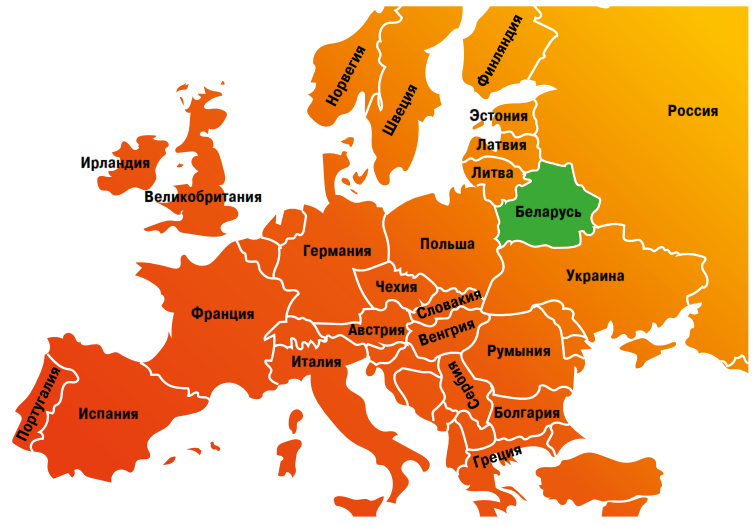 Норвегия
Швеция
Финляндия
Россия
Эстония
Латвия
Литва
Ирландия
Великобритания
Беларусь
Германия
Польша
Украина
Чехия
Словакия
Франция
Австрия
Венгрия
Италия
Румыния
Сербия
Португалия
Испания
Болгария
Греция